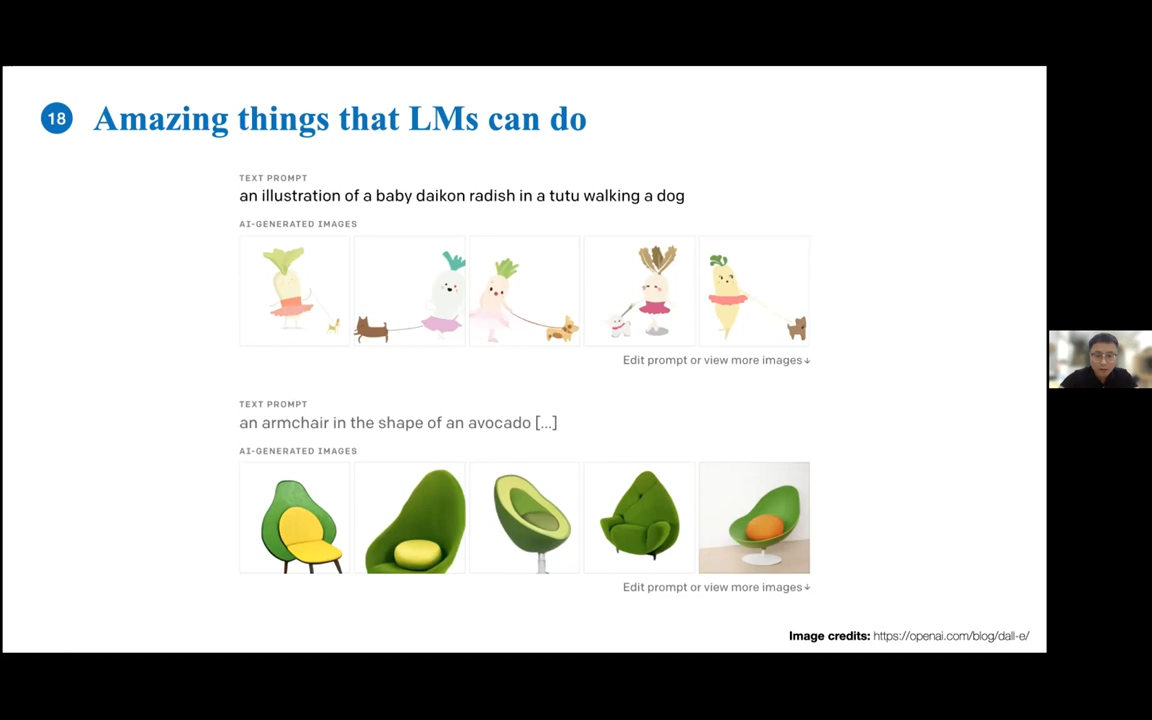 18 Amazing things that LMs can do
TEXT PROMPT
an illustration of a baby daikon radish in a tutu walking a dog
AI-GENERATED IMAGES
Edit prompt or view more images↓
TEXT PROMPT
an armchair in the shape of an avocado [...]
AI-GENERATED IMAGES
Edit prompt or view more images↓
Image credits: https://openai.com/blog/dall-e/